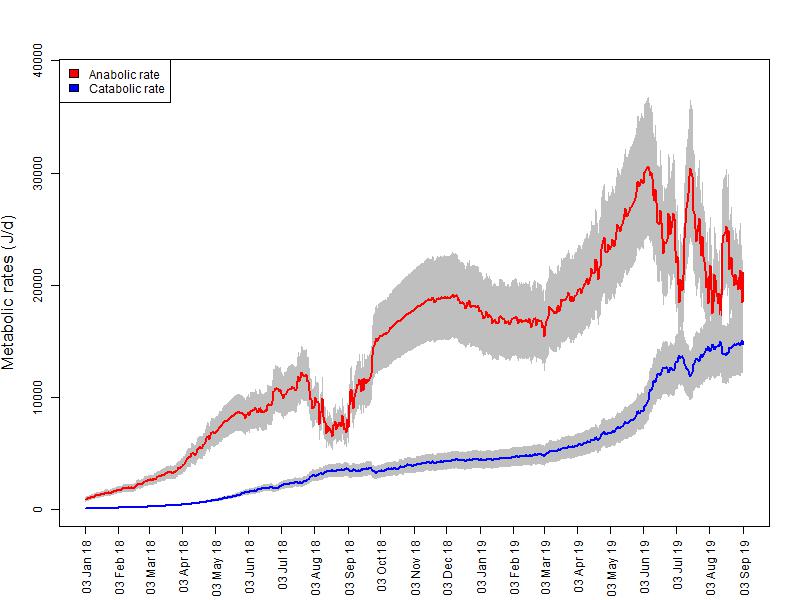 Anabolic rate
Catabolic rate
Metabolic rates (J/d)
40000
30000
20000
10000
0
03 Jan 18
03 Feb 18
03 Mar 18
03 Apr 18
03 May 18
03 Jun 18
03 Jul 18
03 Aug 18
03 Sep 18
03 Oct 18
03 Nov 18
03 Dec 18
03 Jan 19
03 Feb 19
03 Mar 19
03 Apr 19
03 May 19
03 Jun 19
03 Jul 19
03 Aug 19
03 Sep 19